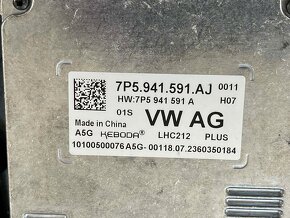 7P5.941.591.AJ 0011
HW:7P5 941 591 A H07
01S VW AG
Made in China
A5G KEBODA® LHC212 PLUS
10100500076 A5G- 00118.07.2360350184